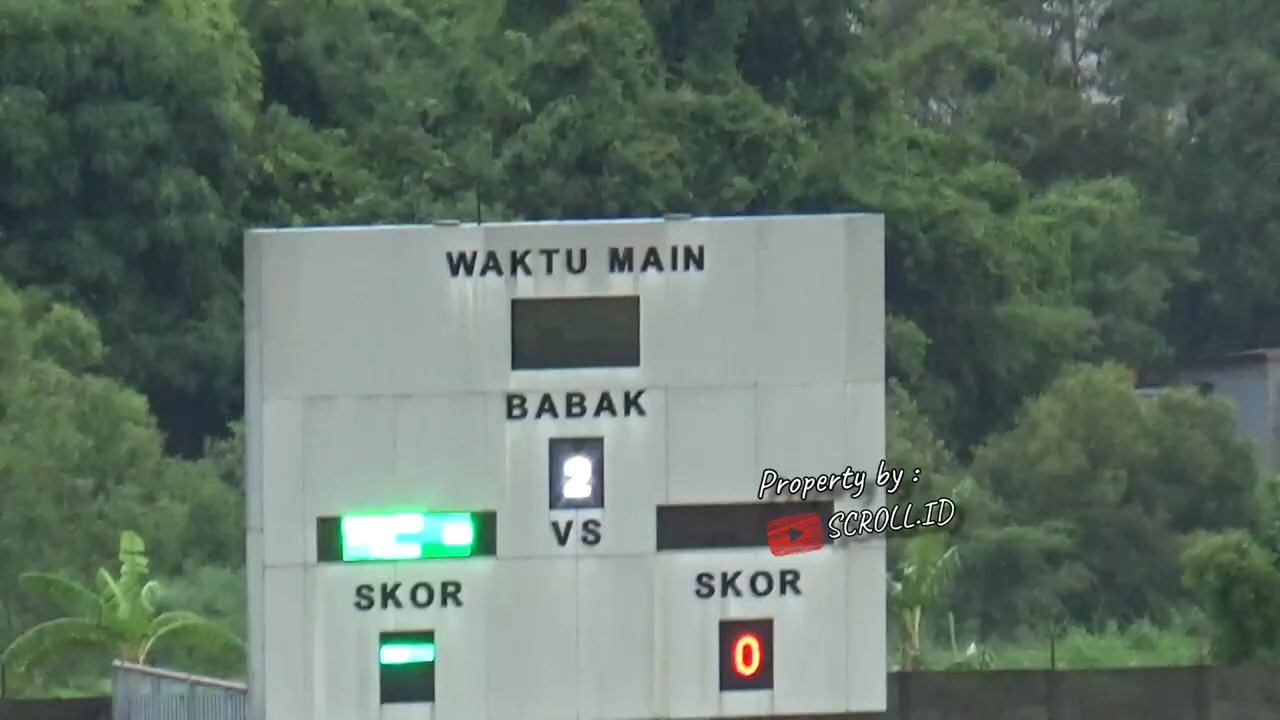 WAKTU MAIN
BABAK
2
Property by :
SCROLL.ID
VS
SKOR
SKOR
0